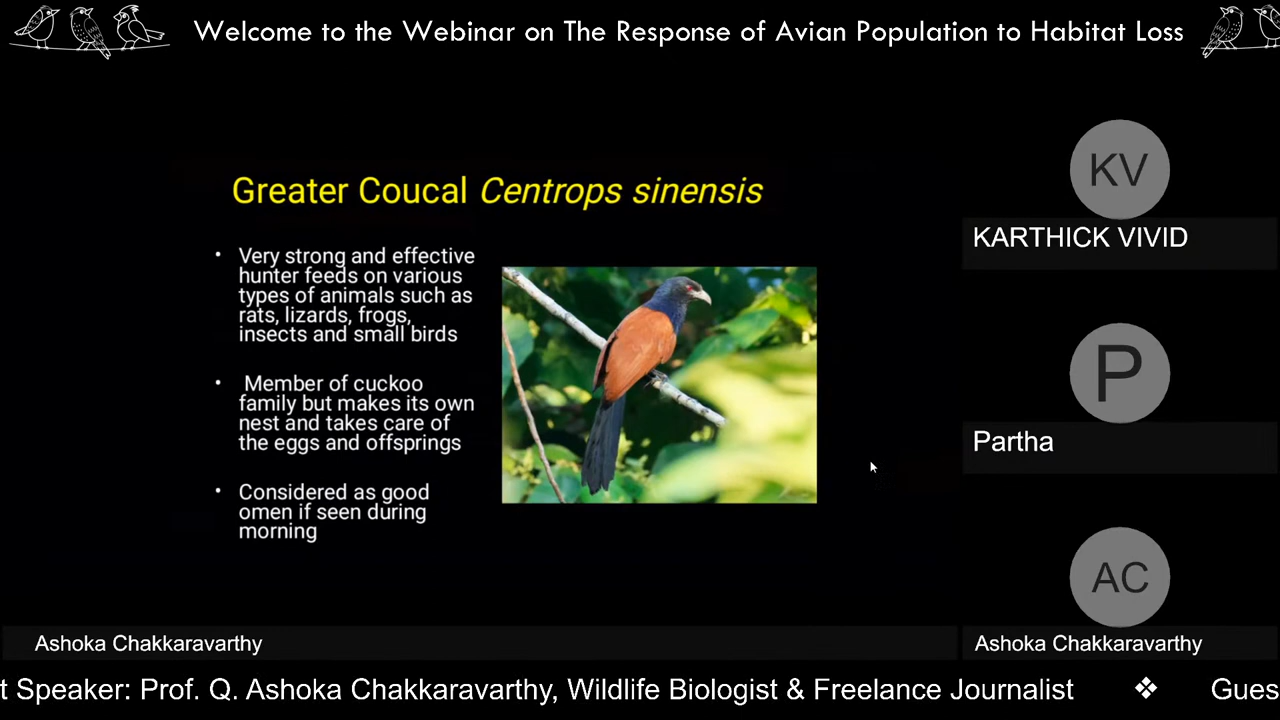 Welcome to the Webinar on The Response of Avian Population to Habitat Loss
Greater Coucal Centrops sinensis
• Very strong and effective
hunter feeds on various
types of animals such as
rats, lizards, frogs,
insects and small birds
• Member of cuckoo
family but makes its own
nest and takes care of
the eggs and offsprings
• Considered as good
omen if seen during
morning
KV
KARTHICK VIVID
P
Partha
AC
Ashoka Chakkaravarthy
Ashoka Chakkaravarthy
t Speaker: Prof. Q. Ashoka Chakkaravarthy, Wildlife Biologist & Freelance Journalist ❖ Gues